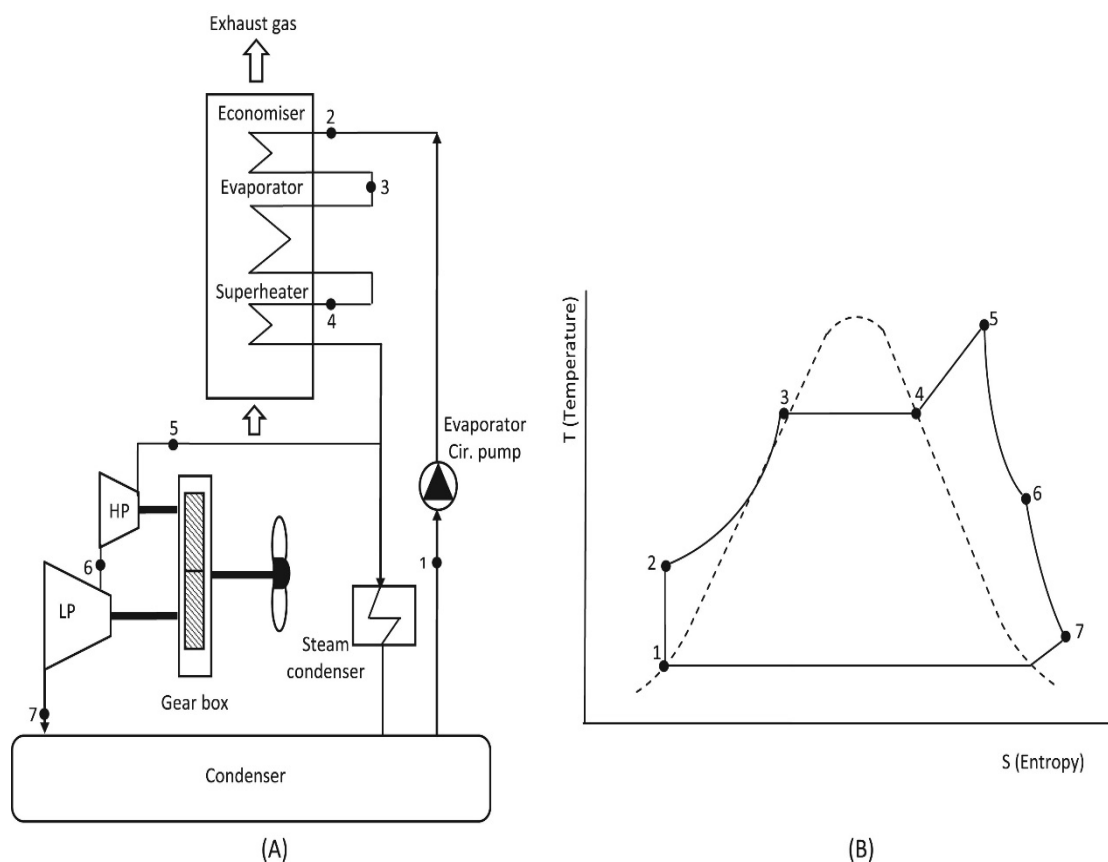 Exhaust gas
Economiser
2
Evaporator
3
Superheater
4
5
Evaporator
Cir. pump
HP
6
1
LP
Steam
condenser
Gear box
7
Condenser
(A)
T (Temperature)
5
3
4
6
2
7
1
S (Entropy)
(B)